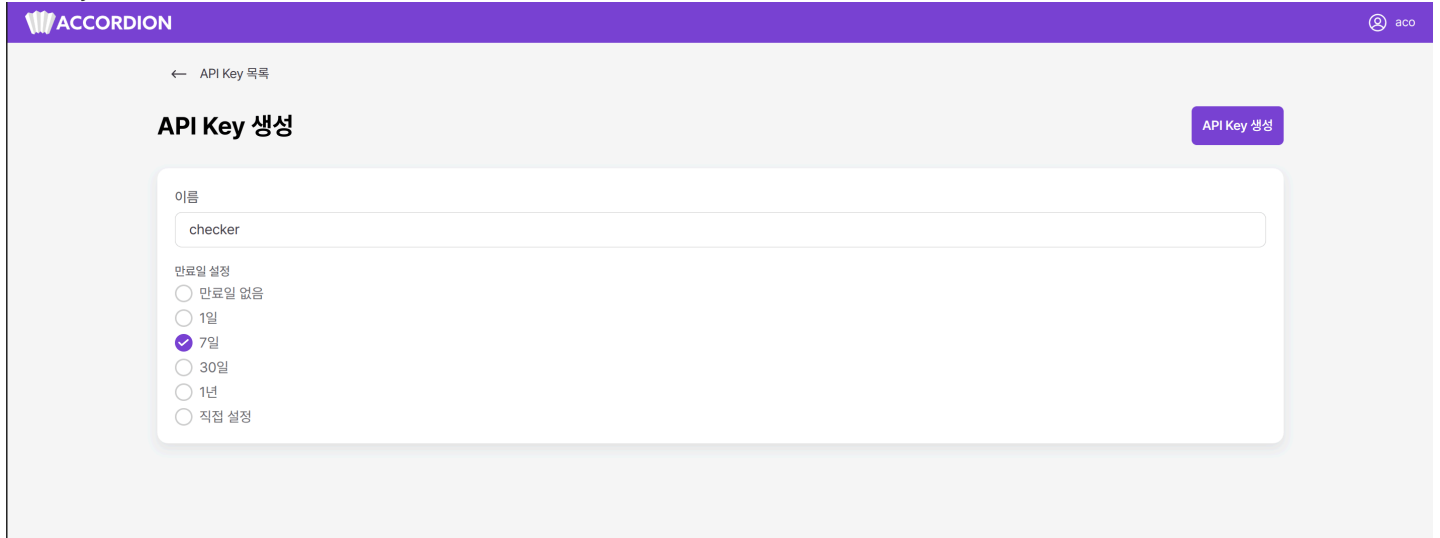 ACCORDION
aco
← API Key 목록
API Key 생성
API Key 생성
이름
checker
만료일 설정
만료일 없음
1일
7일
30일
1년
직접 설정